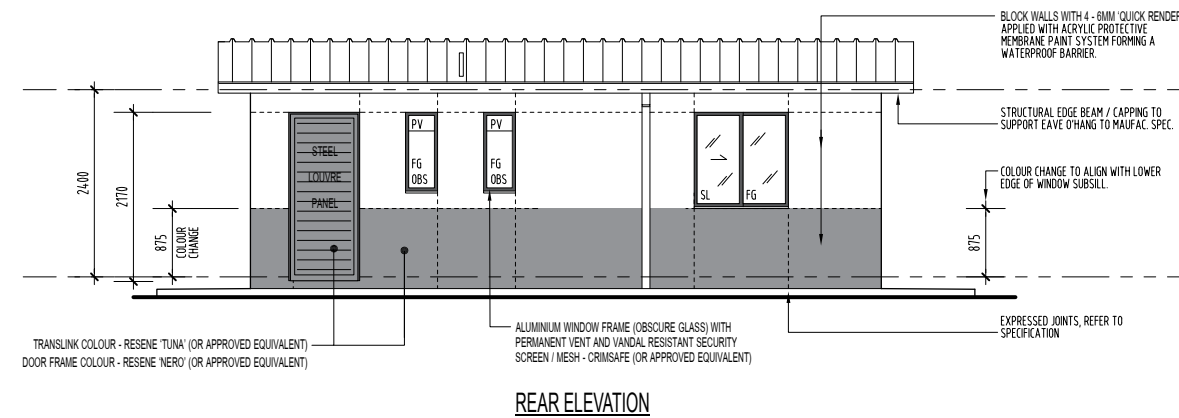 BLOCK WALLS WITH 4 - 6MM 'QUICK RENDER
APPLIED WITH ACRYLIC PROTECTIVE
MEMBRANE PAINT SYSTEM FORMING A
WATERPROOF BARRIER.
STRUCTURAL EDGE BEAM / CAPPING TO
SUPPORT EAVE O'HANG TO MAUFAC. SPEC.
COLOUR CHANGE TO ALIGN WITH LOWER
EDGE OF WINDOW SUBSILL.
2400
2170
875
COLOUR
CHANGE
STEEL
LOUVRE
PANEL
PV
FG
OBS
PV
FG
OBS
SL
FG
875
EXPRESSED JOINTS, REFER TO
SPECIFICATION
TRANSLINK COLOUR - RESENE 'TUNA' (OR APPROVED EQUIVALENT)
DOOR FRAME COLOUR - RESENE 'NERO' (OR APPROVED EQUIVALENT)
ALUMINIUM WINDOW FRAME (OBSCURE GLASS) WITH
PERMANENT VENT AND VANDAL RESISTANT SECURITY
SCREEN / MESH - CRIMSAFE (OR APPROVED EQUIVALENT)
REAR ELEVATION